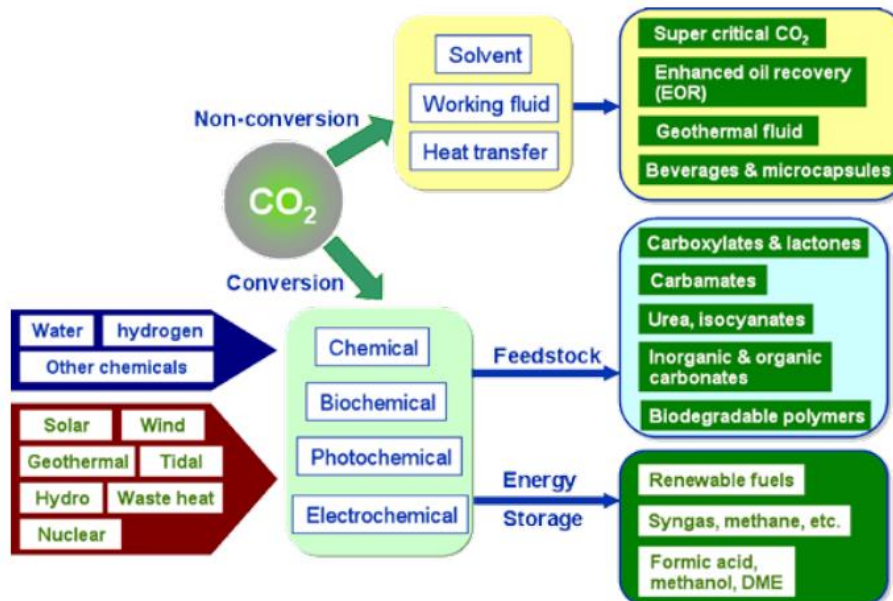 Solvent
Working fluid
Heat transfer
Super critical CO₂
Enhanced oil recovery
(EOR)
Geothermal fluid
Beverages & microcapsules
Non-conversion
CO₂
Conversion
Water
hydrogen
Other chemicals
Solar
Wind
Geothermal
Tidal
Hydro
Waste heat
Nuclear
Chemical
Biochemical
Photochemical
Electrochemical
Feedstock
Carboxylates & lactones
Carbamates
Urea, isocyanates
Inorganic & organic
carbonates
Biodegradable polymers
Energy
Storage
Renewable fuels
Syngas, methane, etc.
Formic acid,
methanol, DME